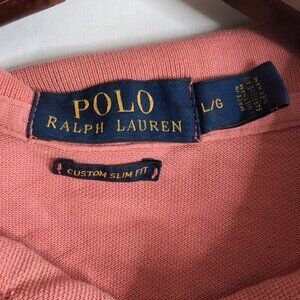 POLO
RALPH LAUREN
L/G
CUSTOM SLIM FIT